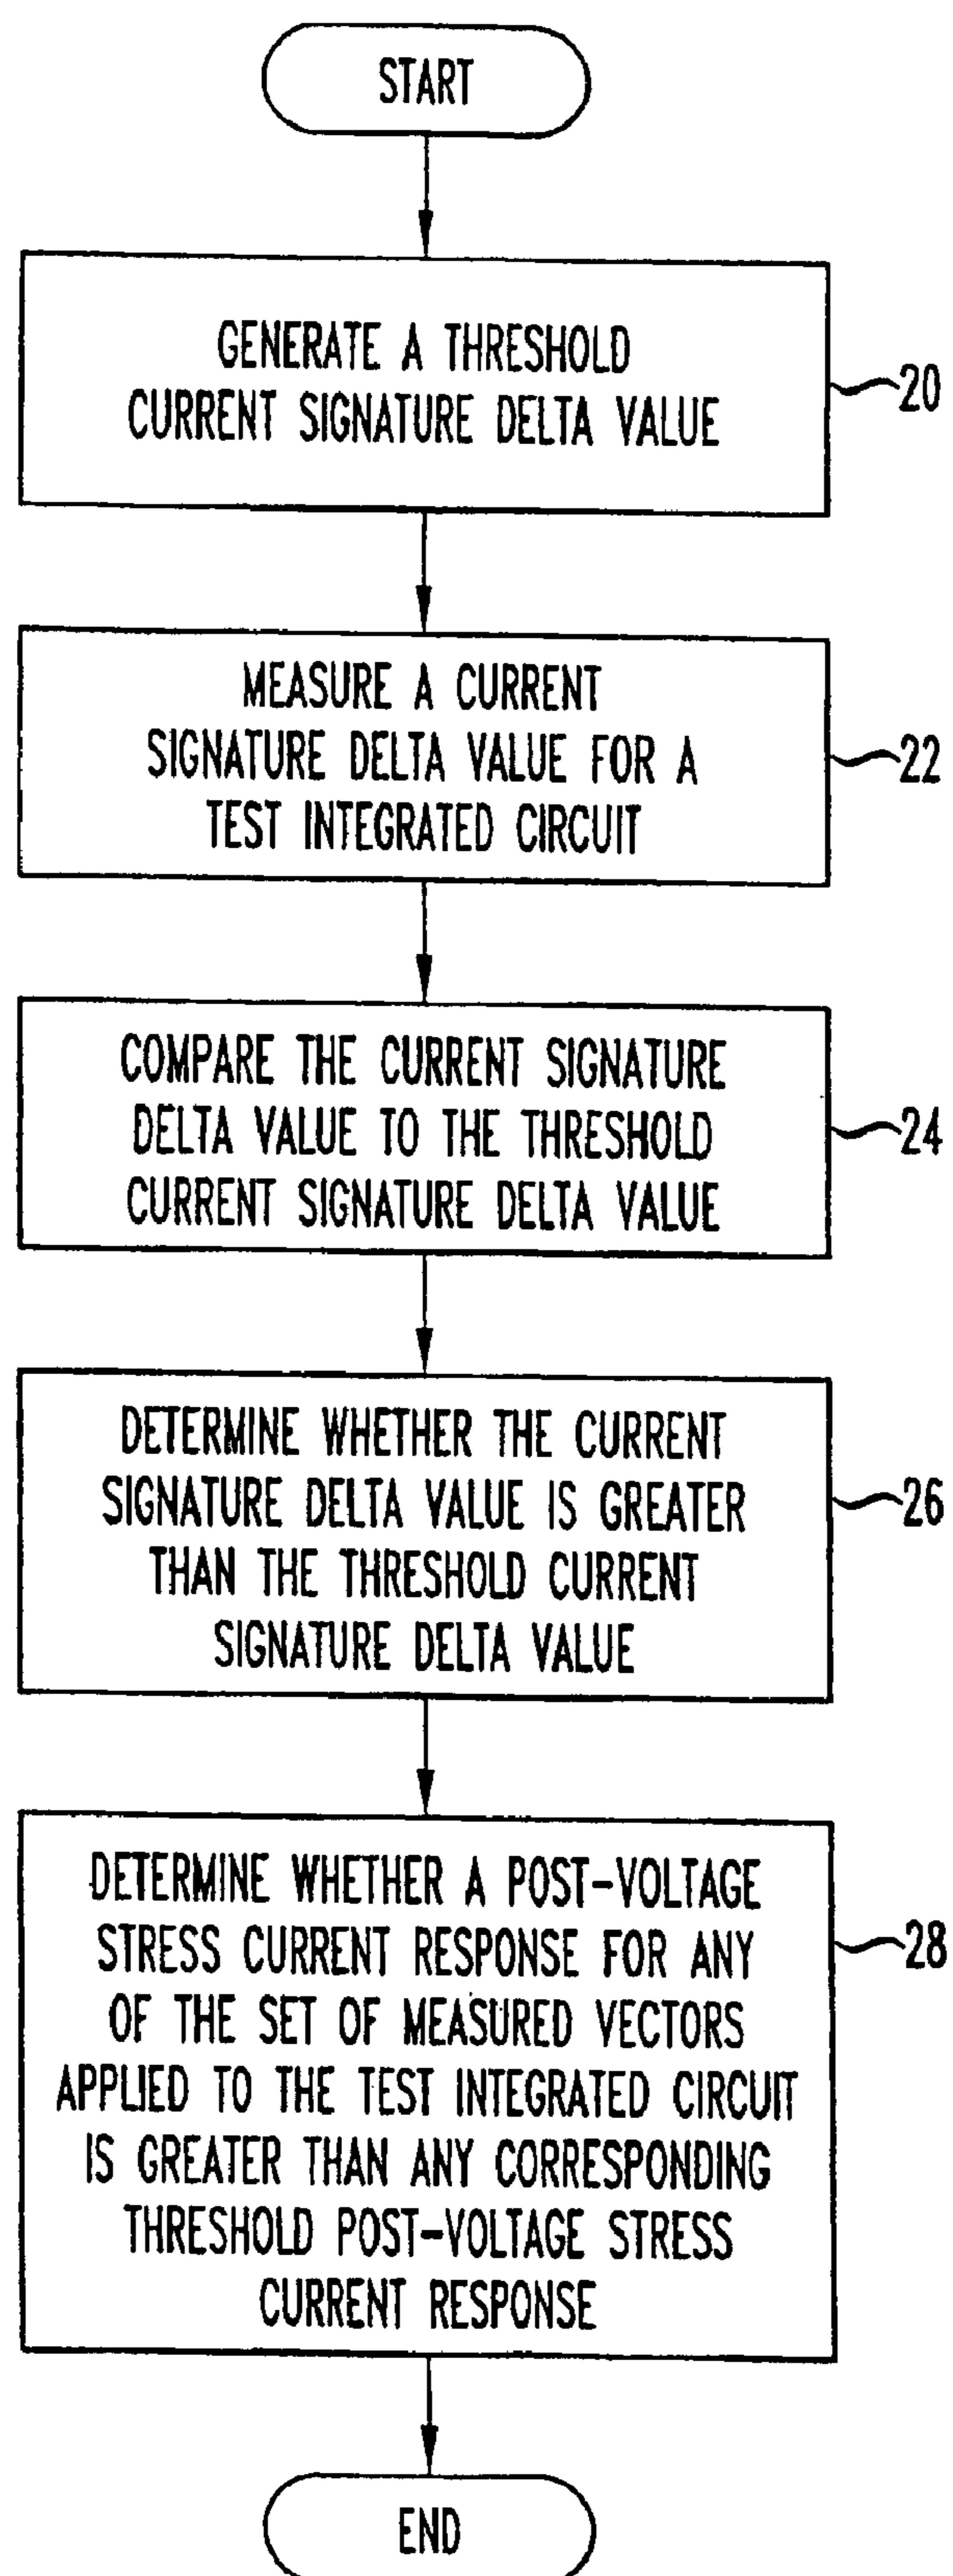 START
GENERATE A THRESHOLD
CURRENT SIGNATURE DELTA VALUE
20
MEASURE A CURRENT
SIGNATURE DELTA VALUE FOR A
TEST INTEGRATED CIRCUIT
22
COMPARE THE CURRENT SIGNATURE
DELTA VALUE TO THE THRESHOLD
CURRENT SIGNATURE DELTA VALUE
24
DETERMINE WHETHER THE CURRENT
SIGNATURE DELTA VALUE IS GREATER
THAN THE THRESHOLD CURRENT
SIGNATURE DELTA VALUE
26
DETERMINE WHETHER A POST-VOLTAGE
STRESS CURRENT RESPONSE FOR ANY
OF THE SET OF MEASURED VECTORS
APPLIED TO THE TEST INTEGRATED CIRCUIT
IS GREATER THAN ANY CORRESPONDING
THRESHOLD POST-VOLTAGE STRESS
CURRENT RESPONSE
28
END